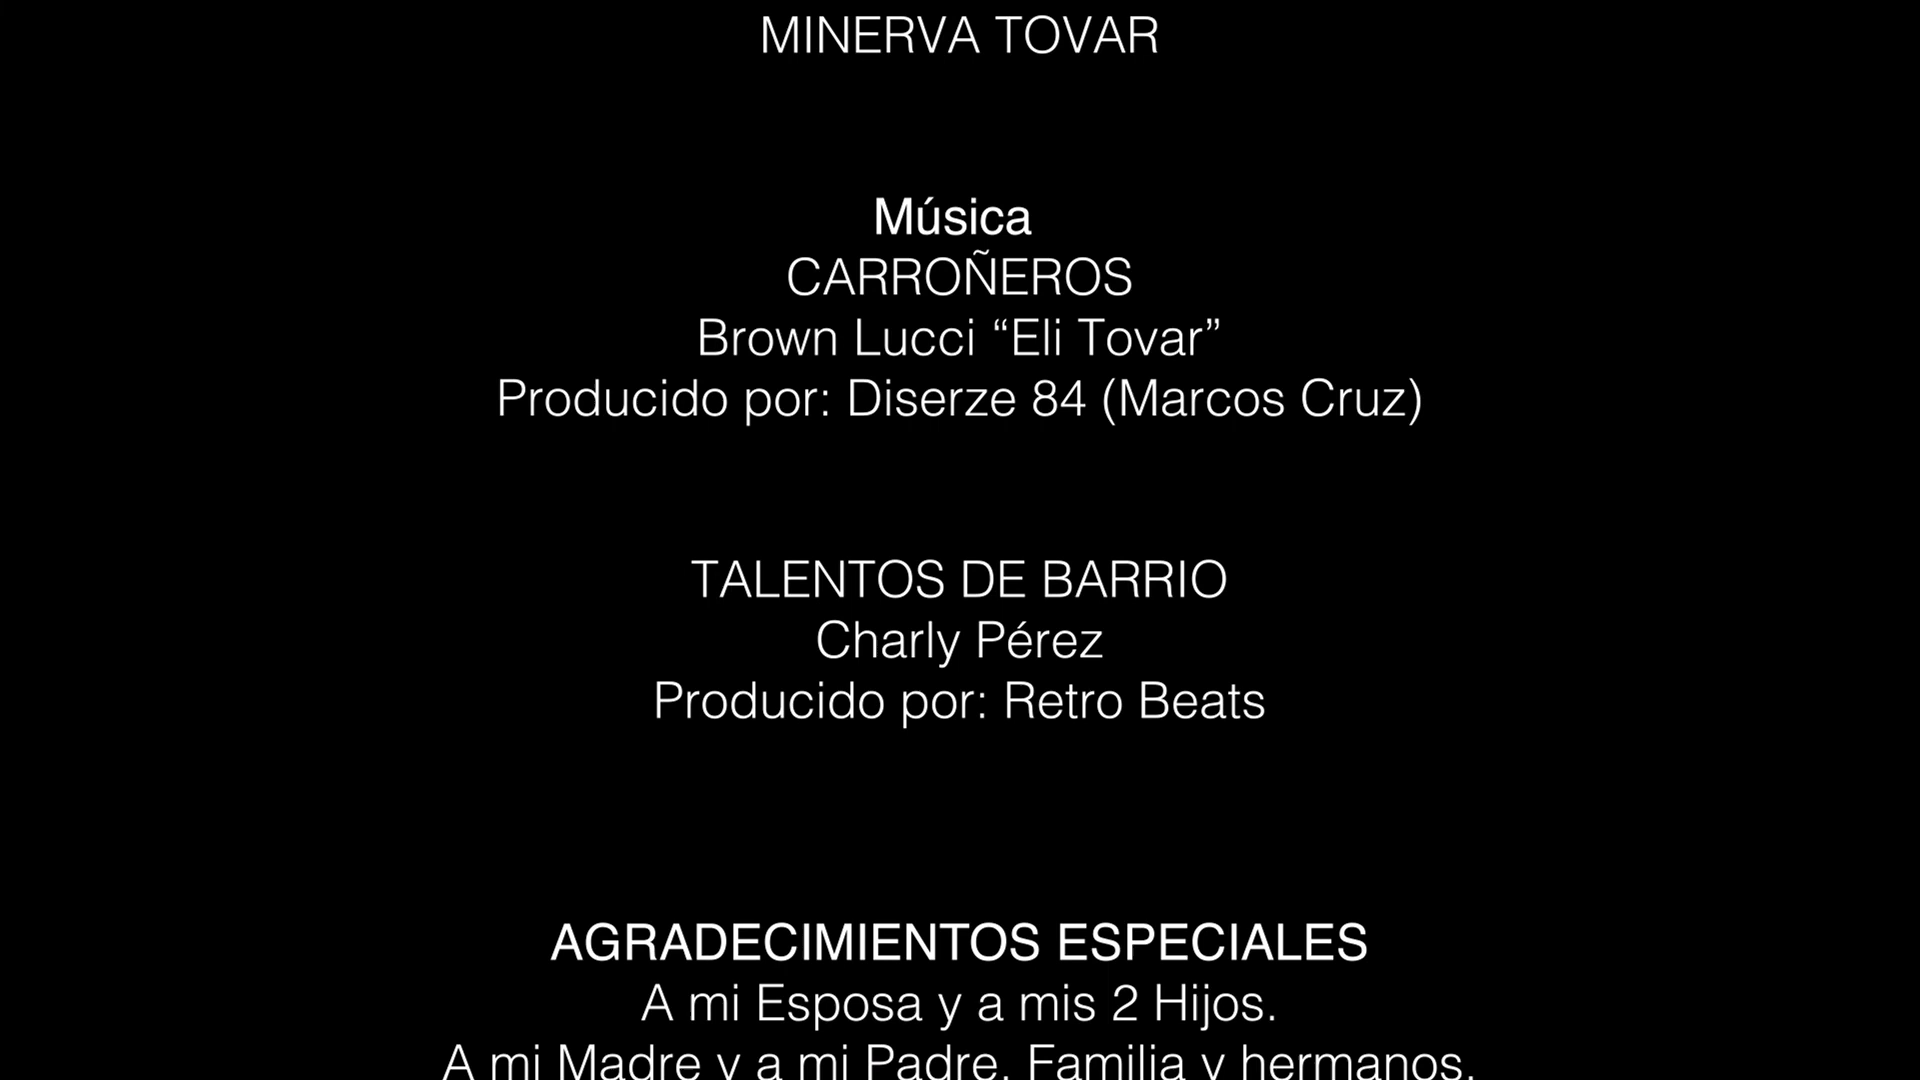 MINERVA TOVAR
Música
CARROÑEROS
Brown Lucci “Eli Tovar”
Producido por: Diserze 84 (Marcos Cruz)
TALENTOS DE BARRIO
Charly Pérez
Producido por: Retro Beats
AGRADECIMIENTOS ESPECIALES
A mi Esposa y a mis 2 Hijos.
A mi Madre y a mi Padre, Familia y hermanos.